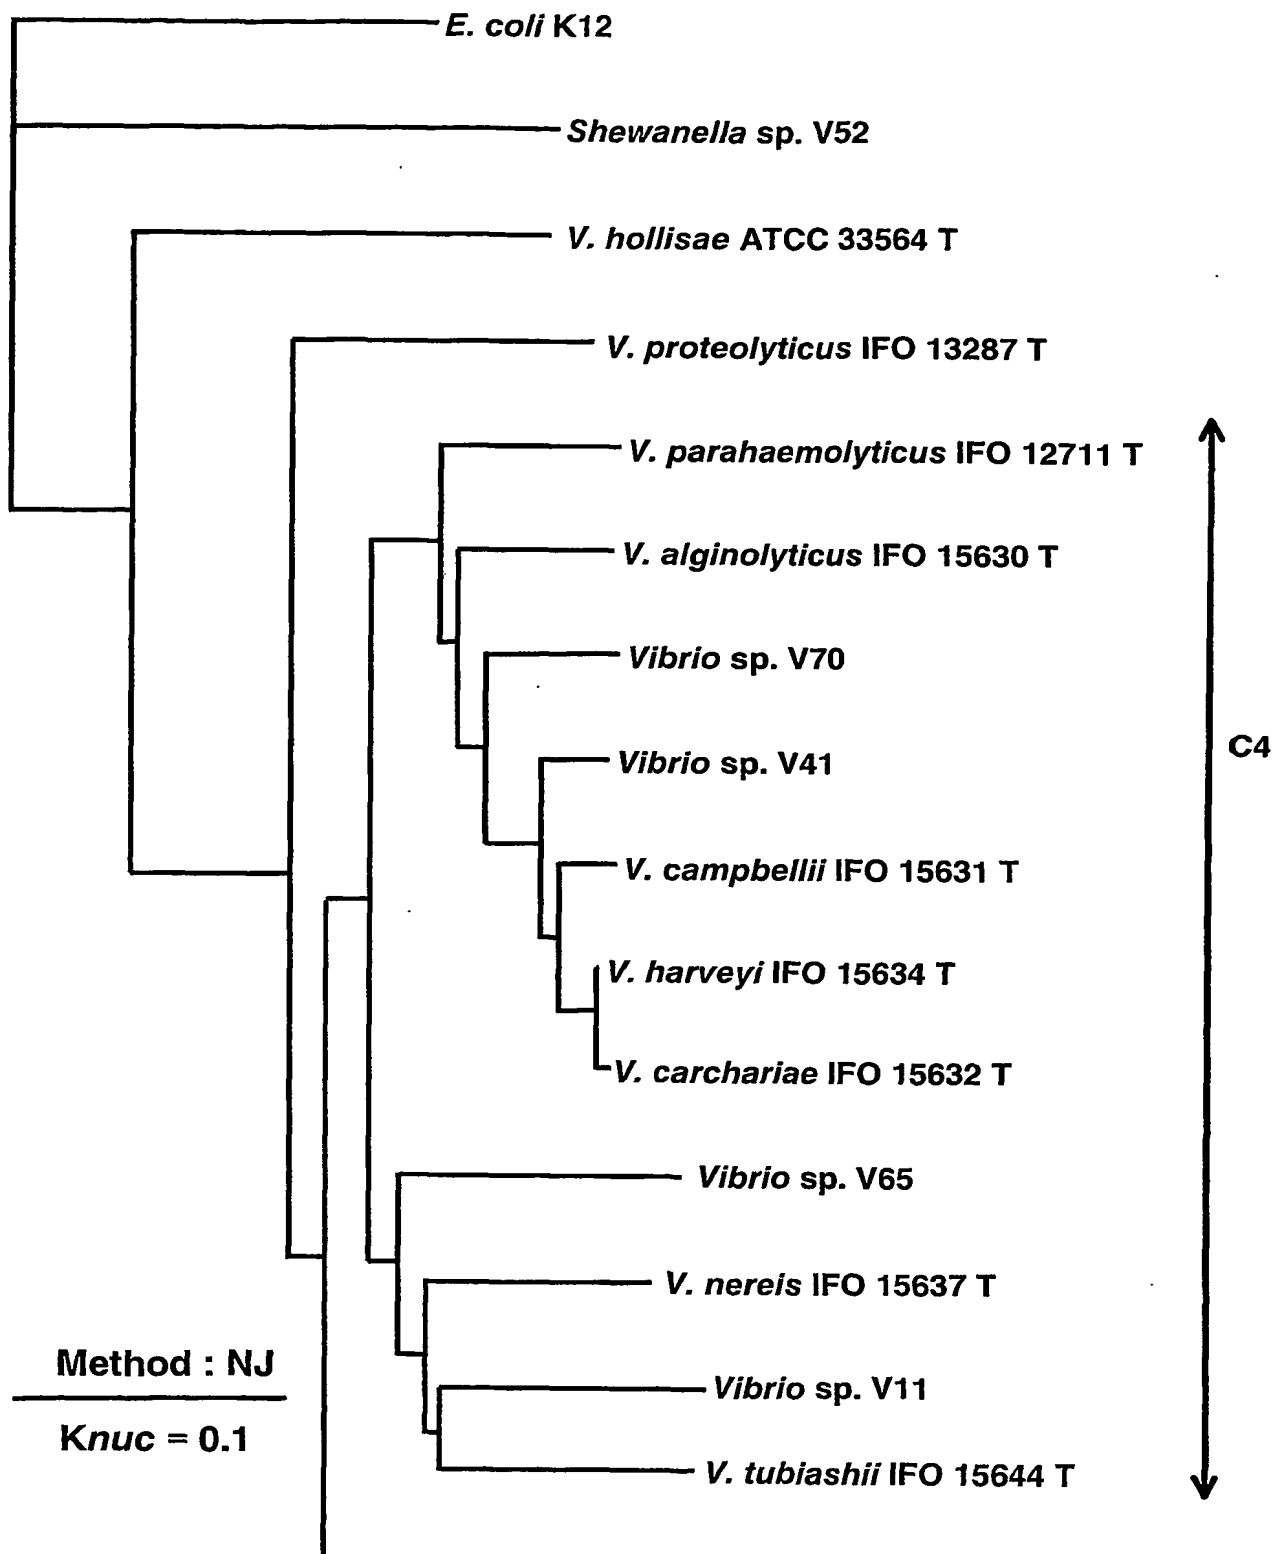 E. coli K12
Shewanella sp. V52
V. hollisae ATCC 33564 T
V. proteolyticus IFO 13287 T
V. parahaemolyticus IFO 12711 T
V. alginolyticus IFO 15630 T
Vibrio sp. V70
C4
Vibrio sp. V41
V. campbellii IFO 15631 T
V. harveyi IFO 15634 T
V. carchariae IFO 15632 T
Vibrio sp. V65
V. nereis IFO 15637 T
Method : NJ
Vibrio sp. V11
Knuc = 0.1
V. tubiashii IFO 15644 T